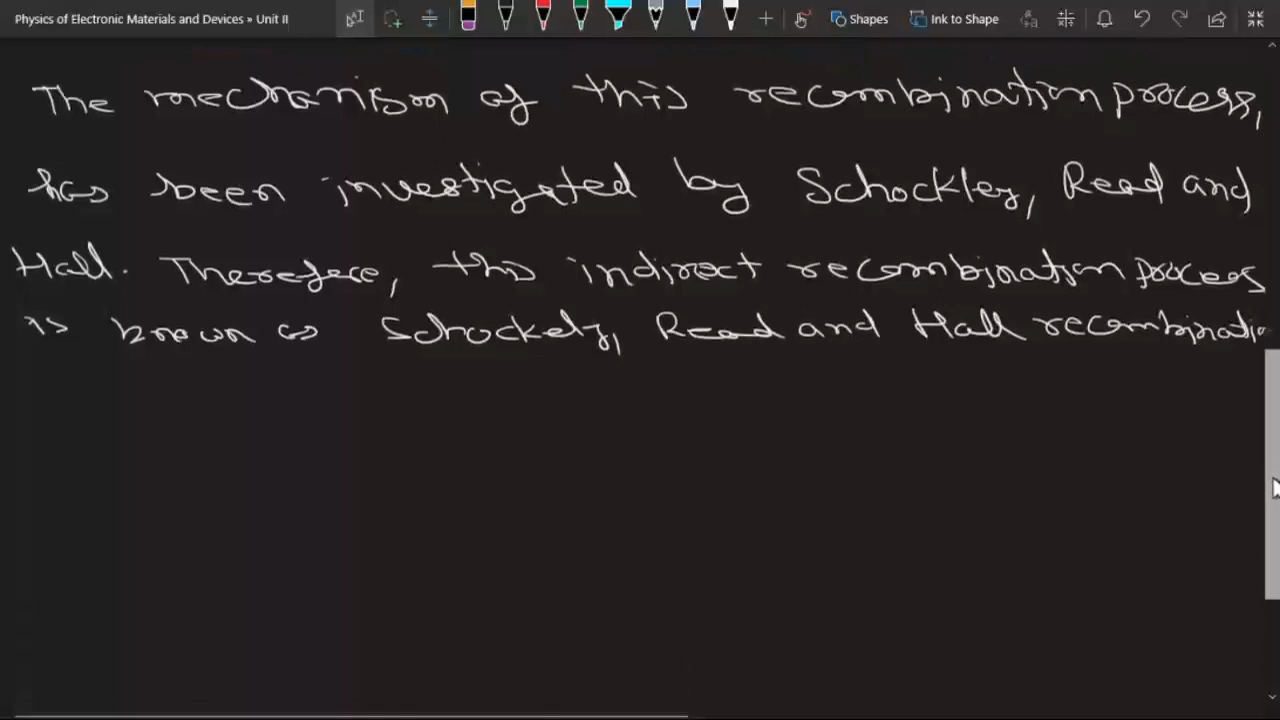 Physics of Electronic Materials and Devices » Unit II
Shapes
Ink to Shape
The mechanism of this recombination process,
has been investigated by Schockley, Read and
Hall. Therefore, this indirect recombination process
is known as Schockely, Read and Hall recombinatio